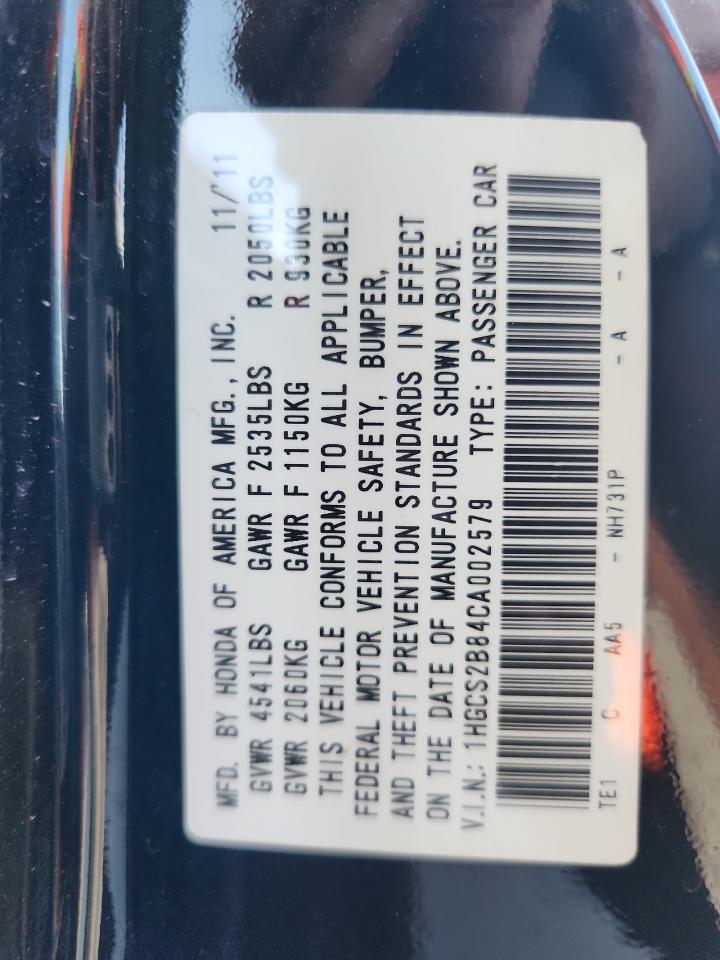 MFD. BY HONDA OF AMERICA MFG., INC. 11/'11
GVWR 4541LBS GAWR F 2535LBS R 2050LBS
GVWR 2060KG GAWR F 1150KG R 930KG
THIS VEHICLE CONFORMS TO ALL APPLICABLE
FEDERAL MOTOR VEHICLE SAFETY, BUMPER,
AND THEFT PREVENTION STANDARDS IN EFFECT
ON THE DATE OF MANUFACTURE SHOWN ABOVE.
V.I.N.: 1HGCS2B84CA002579 TYPE: PASSENGER CAR
TE1 C AA5 - NH731P - A - A